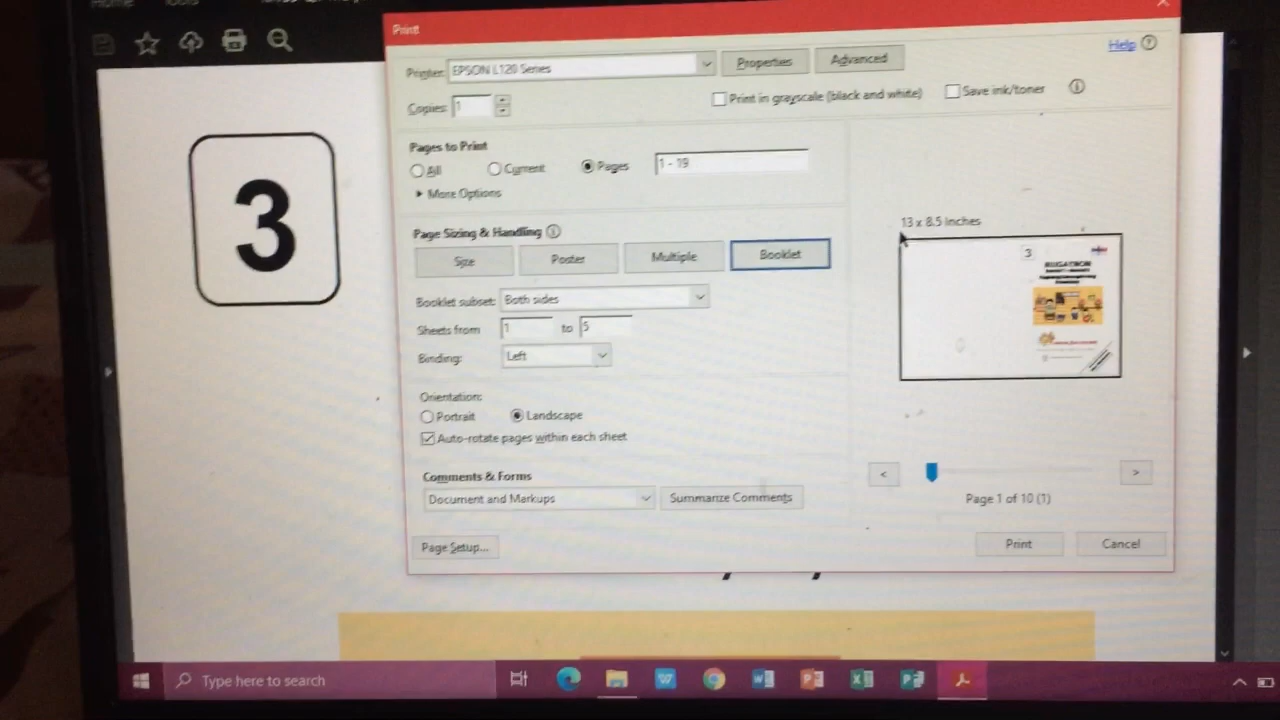 Home Tools
Print
Printer: EPSON L120 Series Properties Advanced Help
Copies: 1 Print in grayscale (black and white) Save ink/toner
Pages to Print
All Current Pages 1 - 19
More Options
Page Sizing & Handling
Size Poster Multiple Booklet
Booklet subset: Both sides
Sheets from 1 to 5
Binding: Left
Orientation:
Portrait Landscape
Auto-rotate pages within each sheet
Comments & Forms
Document and Markups Summarize Comments
Page Setup...
13 x 8.5 Inches
3
< >
Page 1 of 10 (1)
Print Cancel
3
Type here to search